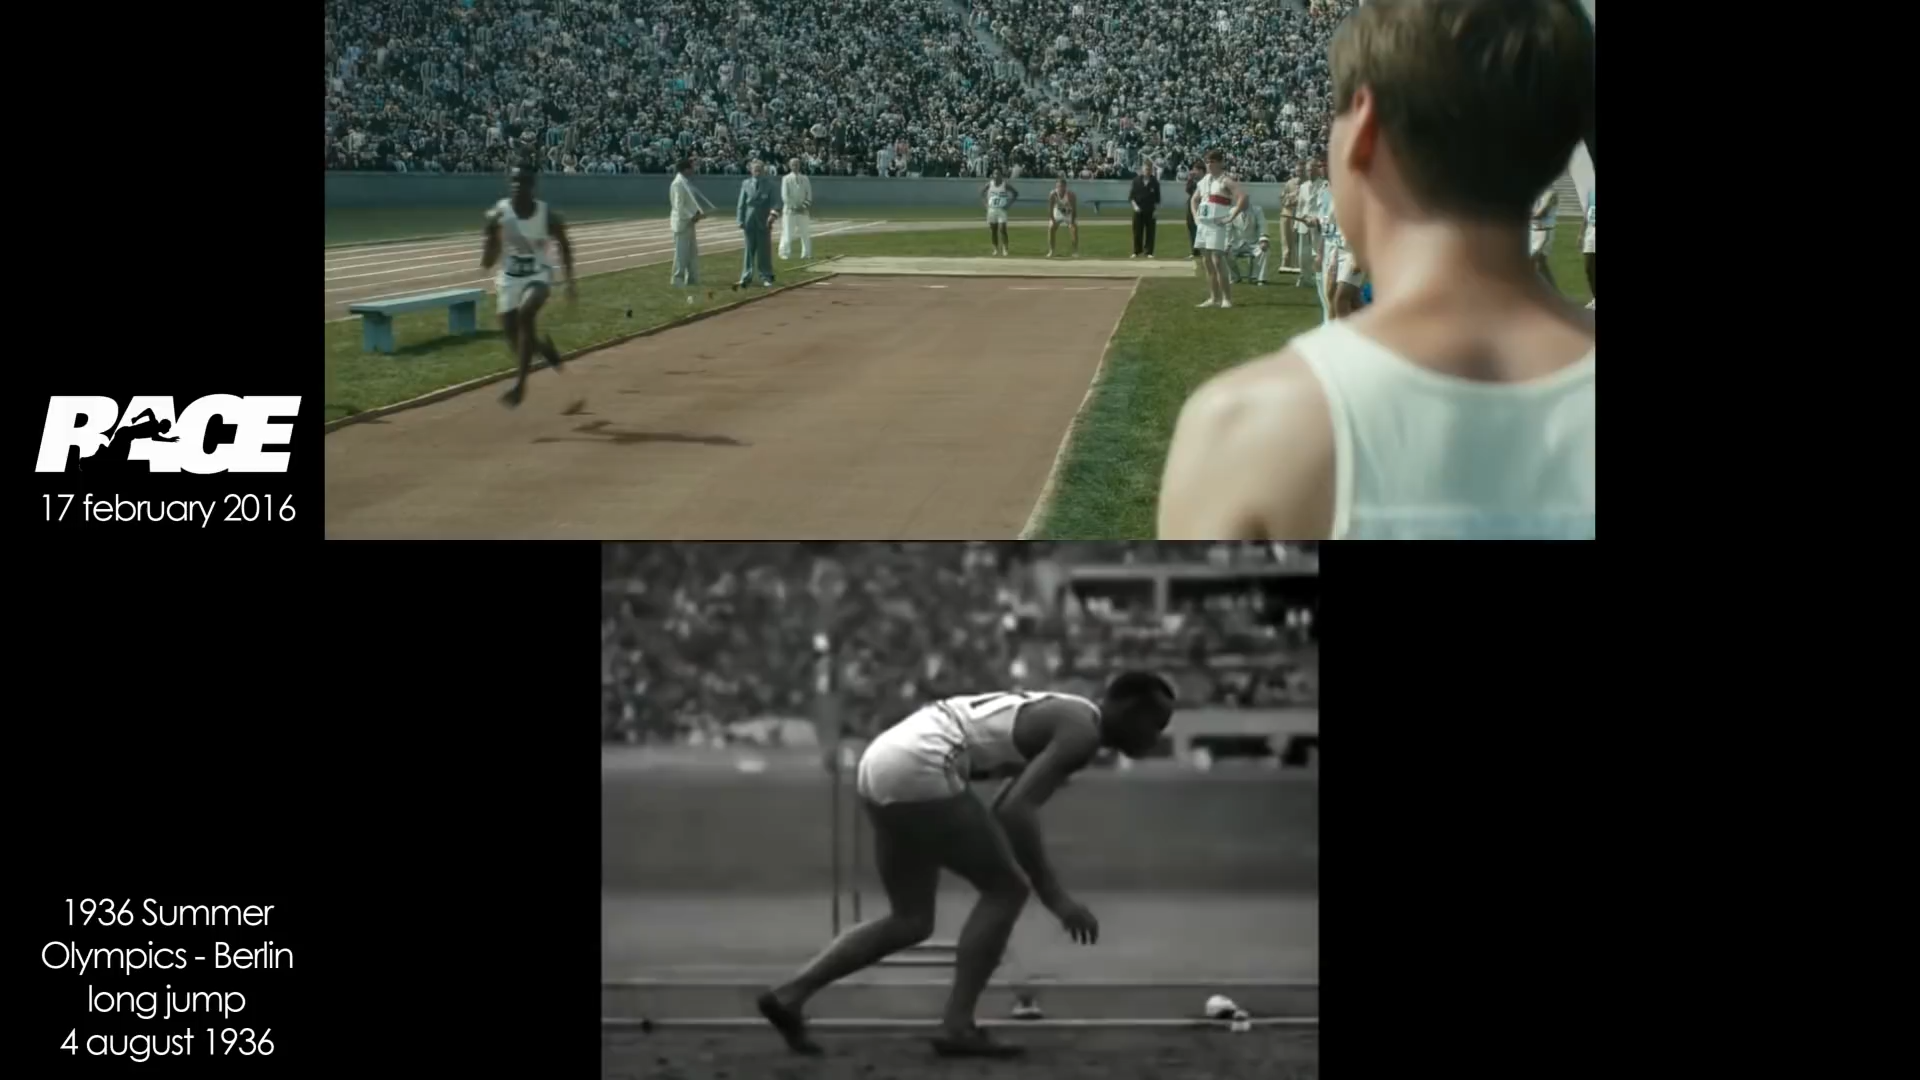 RACE
17 february 2016
1936 Summer
Olympics - Berlin
long jump
4 august 1936